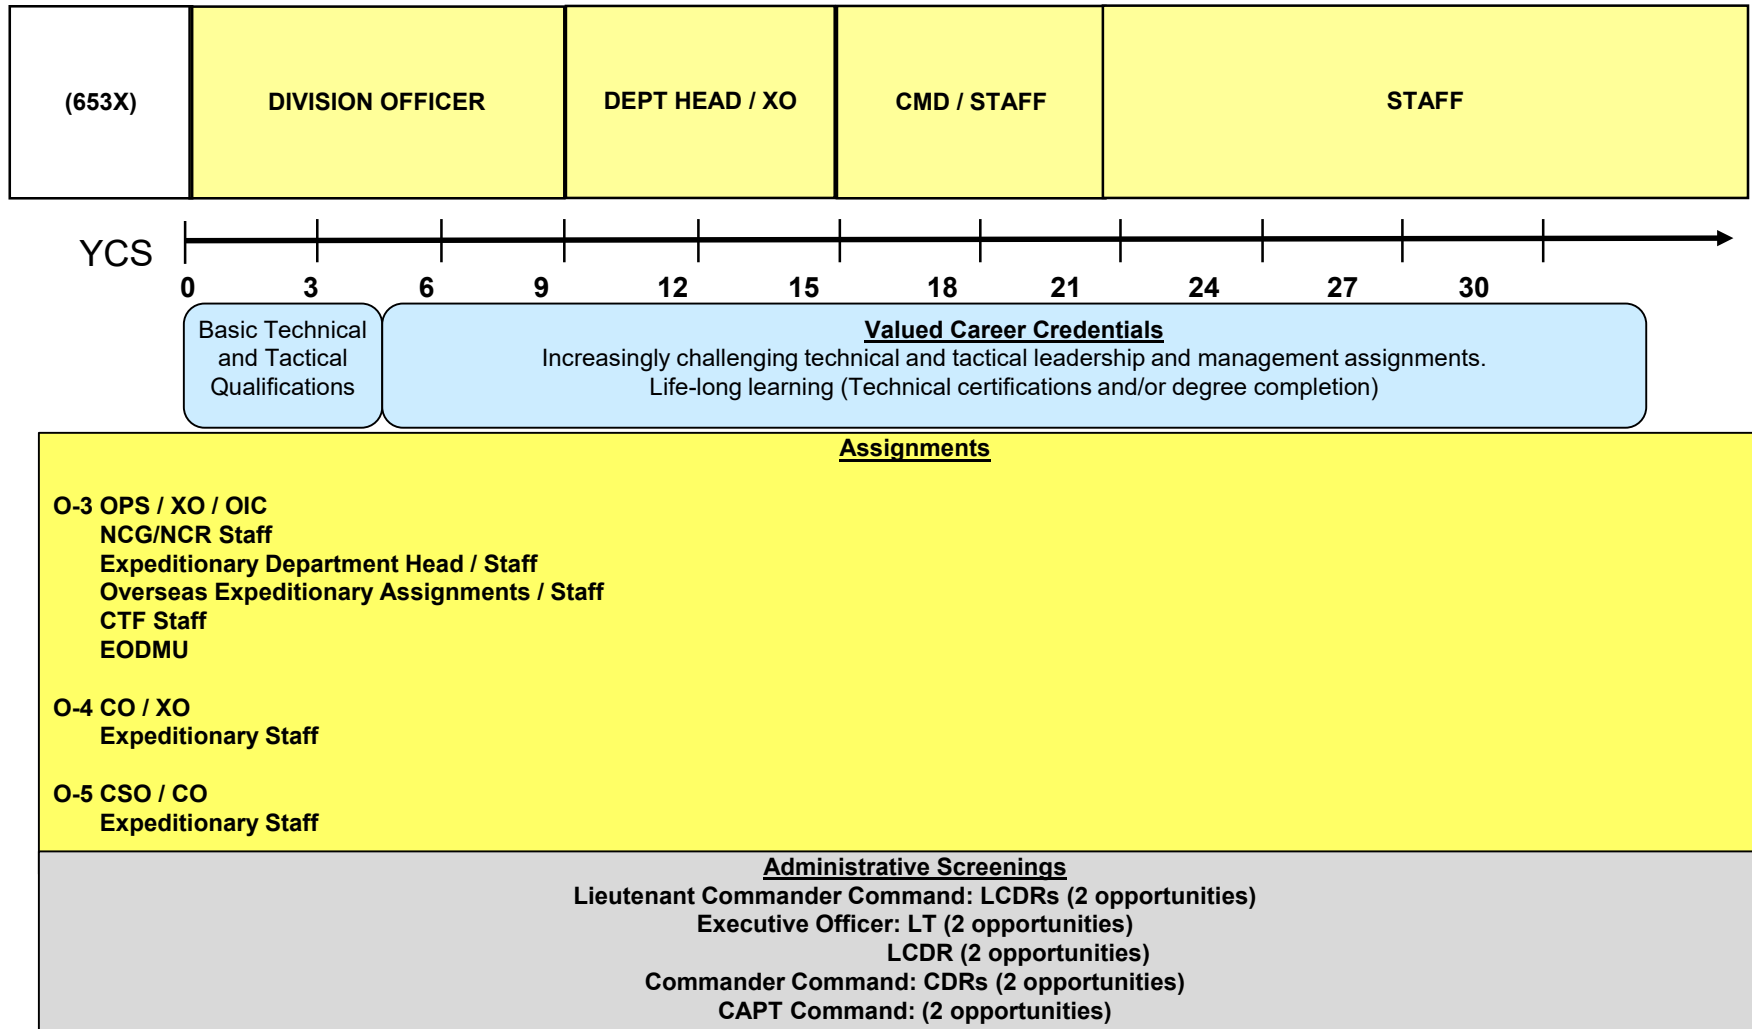 (653X)
DIVISION OFFICER
DEPT HEAD / XO
CMD / STAFF
STAFF
YCS
0 3 6 9 12 15 18 21 24 27 30
Basic Technical
and Tactical
Qualifications
Valued Career Credentials
Increasingly challenging technical and tactical leadership and management assignments.
Life-long learning (Technical certifications and/or degree completion)
Assignments
O-3 OPS / XO / OIC
NCG/NCR Staff
Expeditionary Department Head / Staff
Overseas Expeditionary Assignments / Staff
CTF Staff
EODMU
O-4 CO / XO
Expeditionary Staff
O-5 CSO / CO
Expeditionary Staff
Administrative Screenings
Lieutenant Commander Command: LCDRs (2 opportunities)
Executive Officer: LT (2 opportunities)
LCDR (2 opportunities)
Commander Command: CDRs (2 opportunities)
CAPT Command: (2 opportunities)